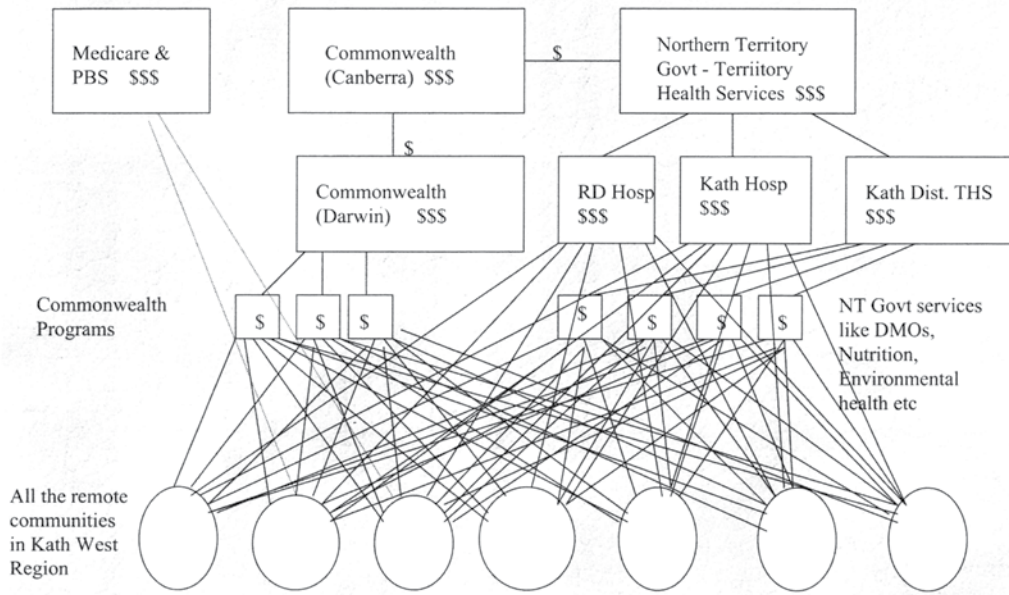 Medicare &
PBS $$$
Commonwealth
(Canberra) $$$
$
Northern Territory
Govt - Terriitory
Health Services $$$
$
Commonwealth
(Darwin) $$$
RD Hosp
$$$
Kath Hosp
$$$
Kath Dist. THS
$$$
Commonwealth
Programs
$
$
$
$
$
$
$
NT Govt services
like DMOs,
Nutrition,
Environmental
health etc
All the remote
communities
in Kath West
Region